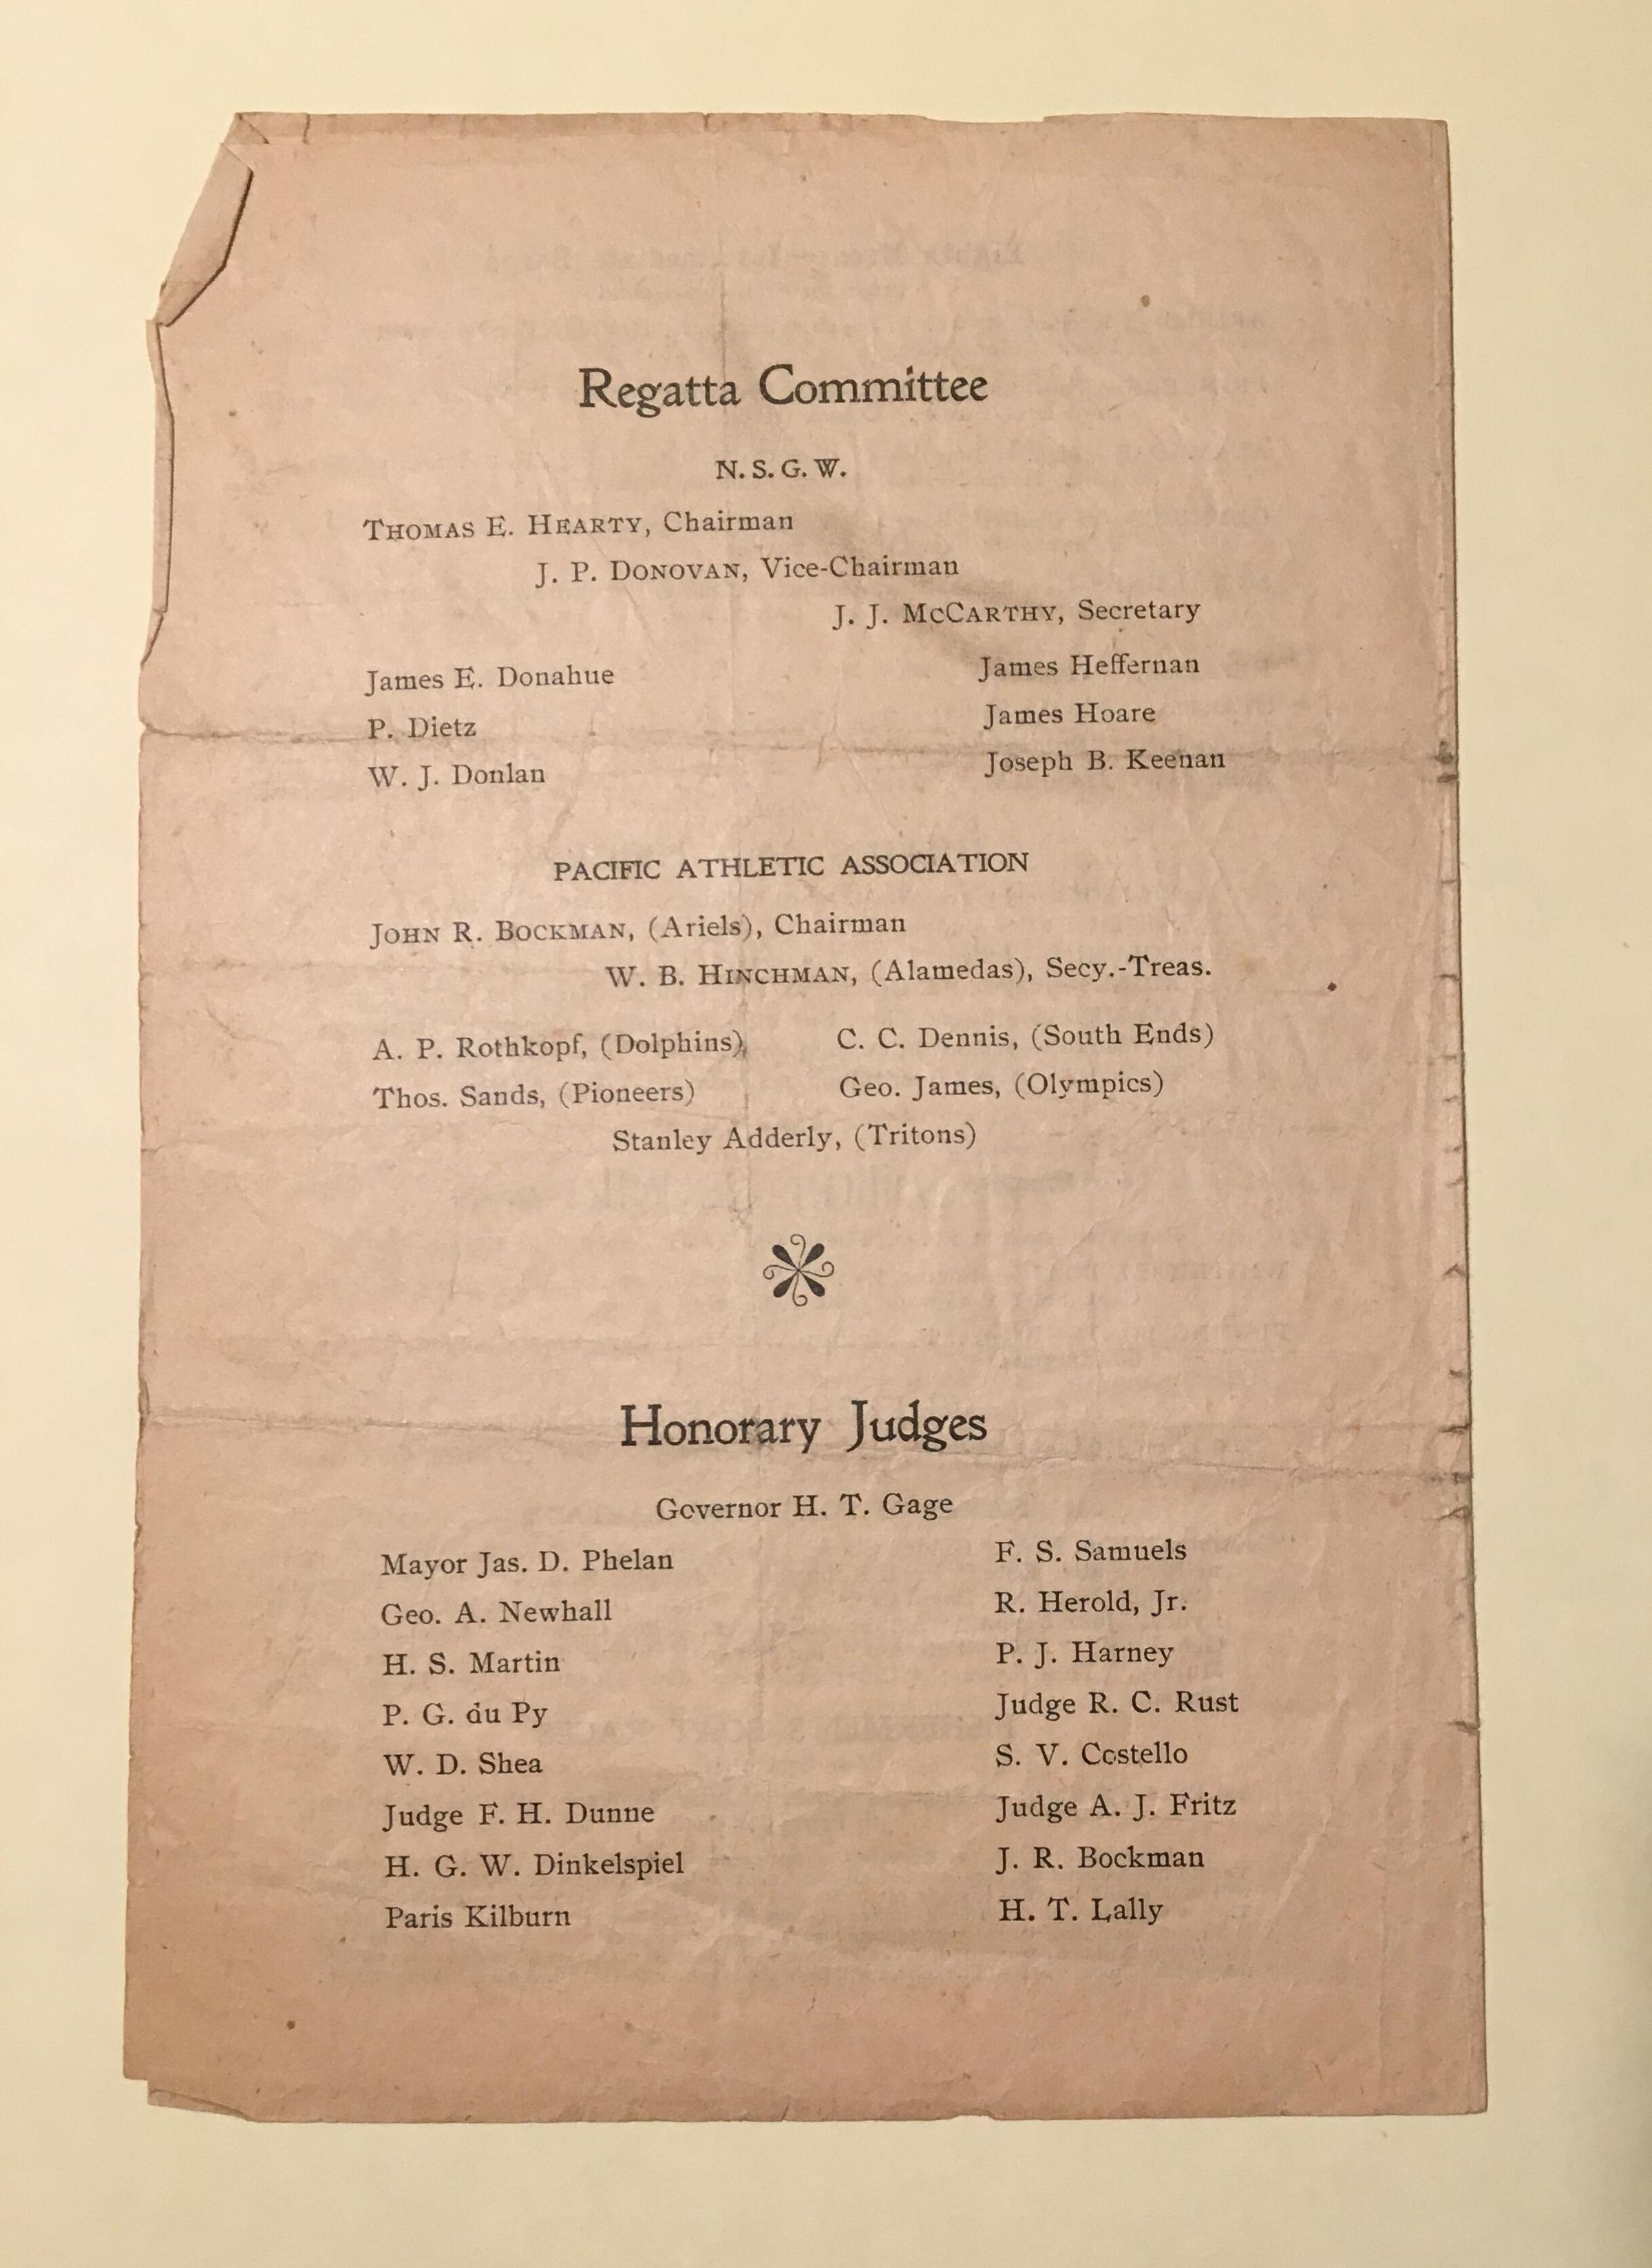 Regatta Committee
N. S. G. W.
THOMAS E. HEARTY, Chairman
J. P. DONOVAN, Vice-Chairman
J. J. McCARTHY, Secretary
James E. Donahue James Heffernan
P. Dietz James Hoare
W. J. Donlan Joseph B. Keenan
PACIFIC ATHLETIC ASSOCIATION
JOHN R. BOCKMAN, (Ariels), Chairman
W. B. HINCHMAN, (Alamedas), Secy.-Treas.
A. P. Rothkopf, (Dolphins), C. C. Dennis, (South Ends)
Thos. Sands, (Pioneers) Geo. James, (Olympics)
Stanley Adderly, (Tritons)
Honorary Judges
Governor H. T. Gage
Mayor Jas. D. Phelan F. S. Samuels
Geo. A. Newhall R. Herold, Jr.
H. S. Martin P. J. Harney
P. G. du Py Judge R. C. Rust
W. D. Shea S. V. Costello
Judge F. H. Dunne Judge A. J. Fritz
H. G. W. Dinkelspiel J. R. Bockman
Paris Kilburn H. T. Lally